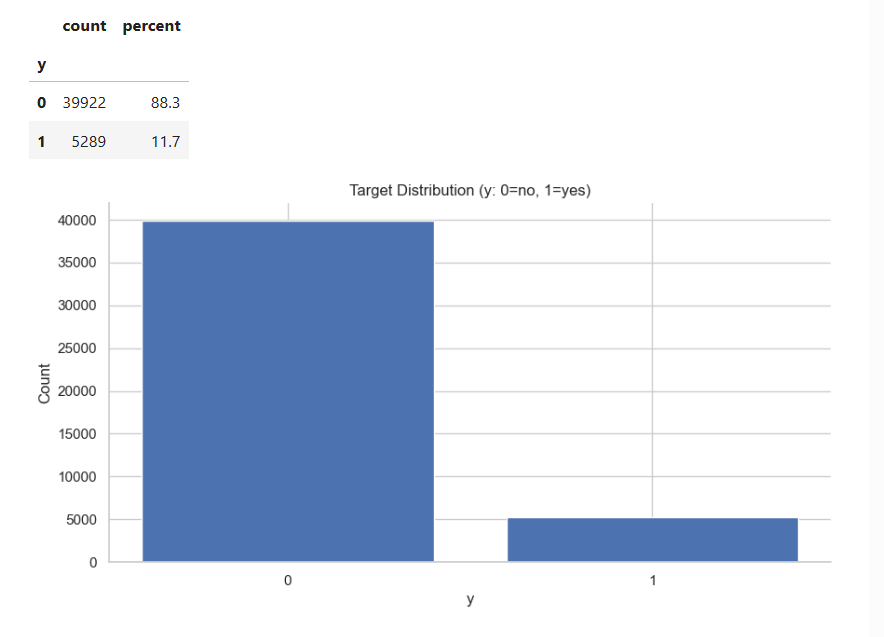 count percent
y
0 39922 88.3
1 5289 11.7
Target Distribution (y: 0=no, 1=yes)
40000
35000
30000
25000
20000
15000
10000
5000
0
Count
0 1
y